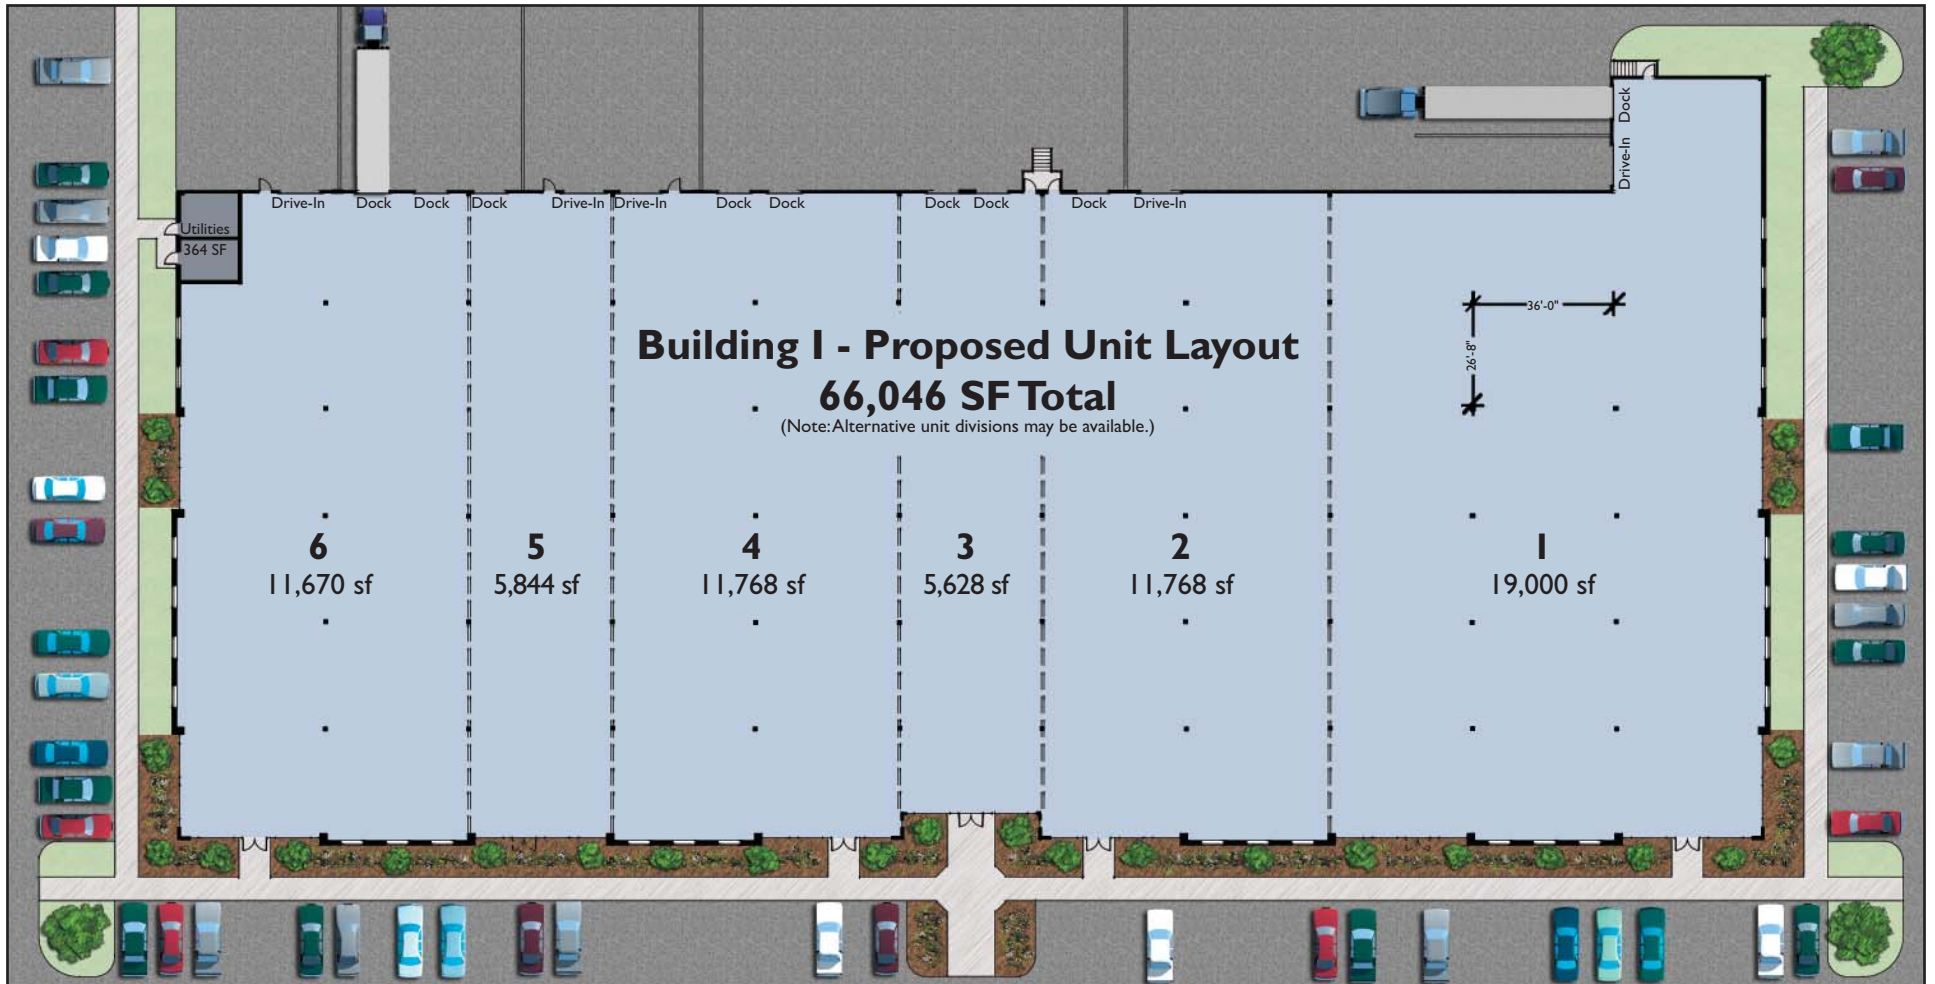 Dock
Drive-In
Drive-In
Dock
Dock
Dock
Drive-In
Drive-In
Dock
Dock
Dock
Dock
Dock
Drive-In
Utilities
364 SF
36'-0"
26'-8"
Building 1 - Proposed Unit Layout
66,046 SF Total
(Note: Alternative unit divisions may be available.)
6
11,670 sf
5
5,844 sf
4
11,768 sf
3
5,628 sf
2
11,768 sf
1
19,000 sf